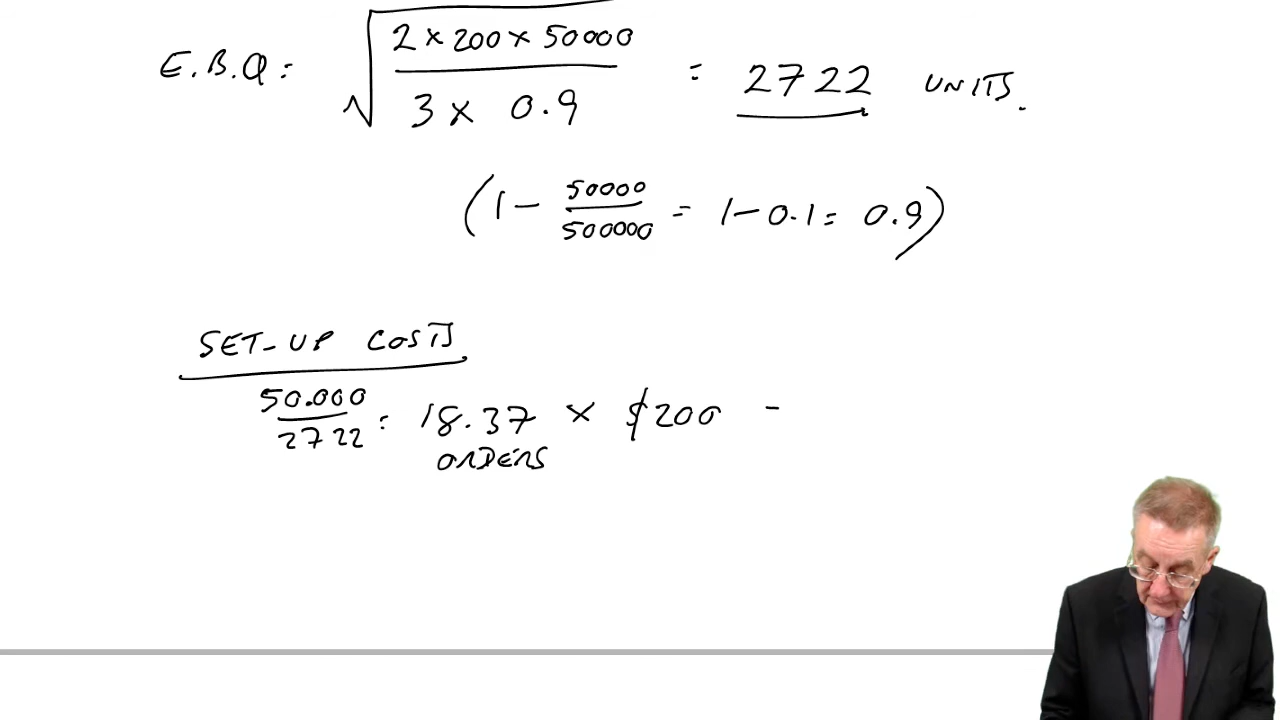 E.B.Q = √ 2 × 200 × 50000 / 3 × 0.9 = 2722 UNITS.
(1 - 50000 / 500000 = 1 - 0.1 = 0.9)
SET-UP COSTS
50.000 / 2722 = 18.37 × $200 =
ORDERS